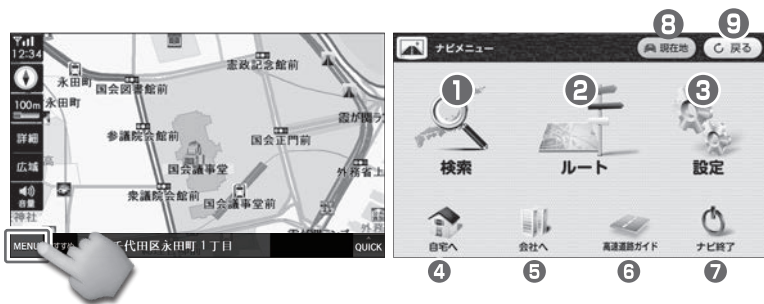 12:34
永田町
100m
永田町
詳細
広域
音量
神社
国会図書館前
憲政記念館前
参議院会館前
国会正門前
霞が関ラン
国会議事堂
外務省上
衆議院会館前
国会議事堂前
MENU
千代田区永田町1丁目
QUICK
ナビメニュー
8
現在地
9
戻る
1
検索
2
ルート
3
設定
自宅へ
会社へ
高速道路ガイド
ナビ終了
4
5
6
7